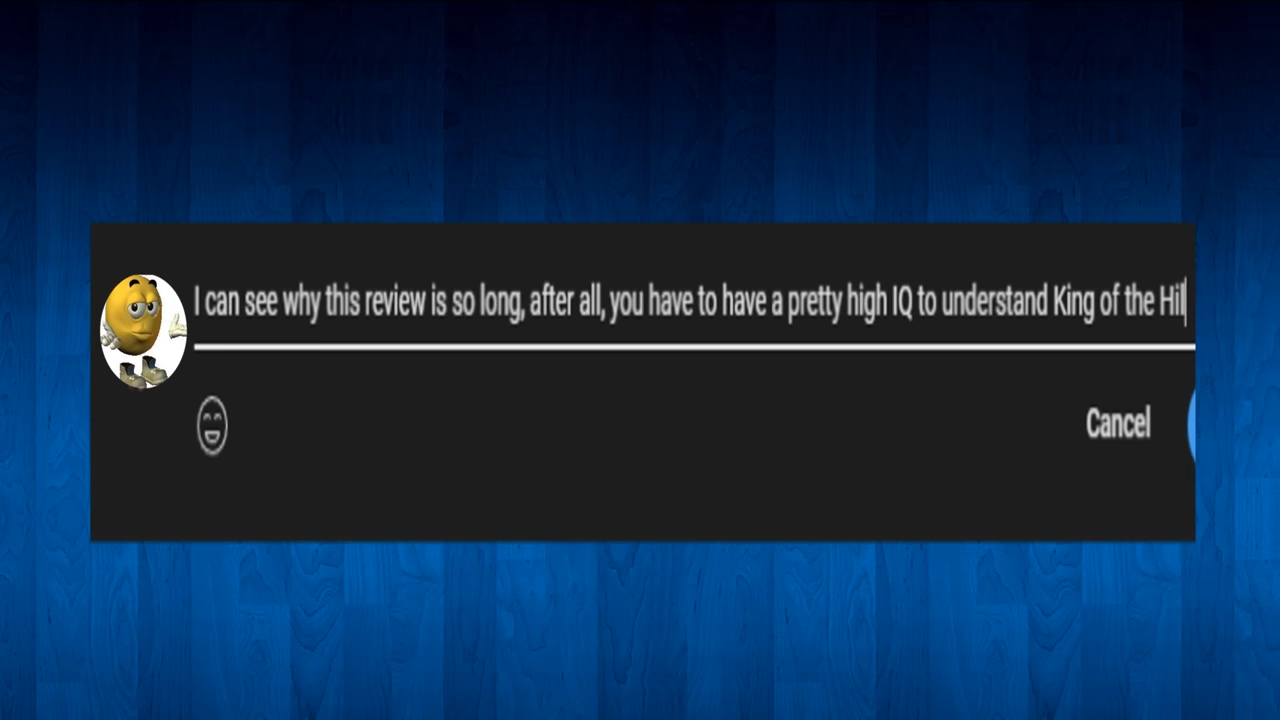 I can see why this review is so long, after all, you have to have a pretty high IQ to understand King of the Hil
Cancel